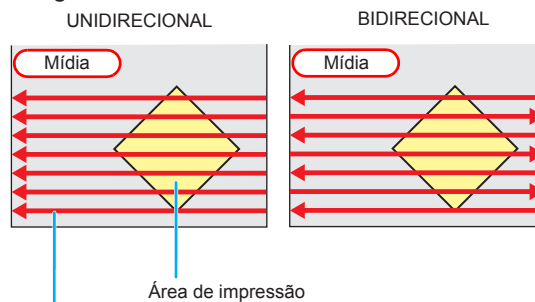 UNIDIRECIONAL
BIDIRECIONAL
Mídia
Mídia
Área de impressão